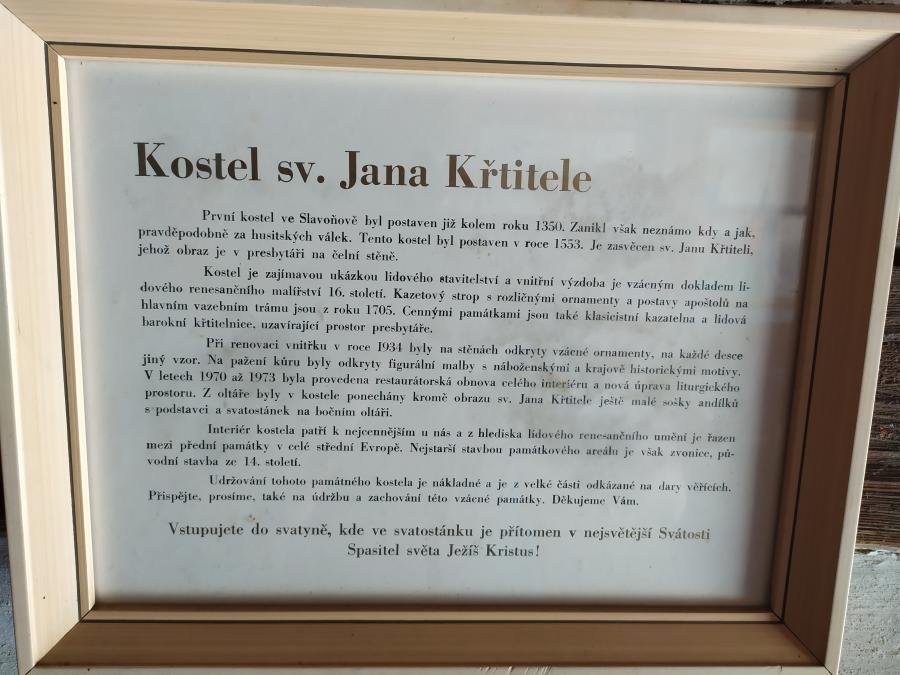 Kostel sv. Jana Křtitele
První kostel ve Slavoňově byl postaven již kolem roku 1350. Zanikl však neznámo kdy a jak,
pravděpodobně za husitských válek. Tento kostel byl postaven v roce 1553. Je zasvěcen sv. Janu Křtiteli,
jehož obraz je v presbytáři na čelní stěně.
Kostel je zajímavou ukázkou lidového stavitelství a vnitřní výzdoba je vzácným dokladem li-
dového renesančního malířství 16. století. Kazetový strop s rozličnými ornamenty a postavy apoštolů na
hlavním vazebním trámu jsou z roku 1705. Cennými památkami jsou také klasicistní kazatelna a lidová
barokní křtitelnice, uzavírající prostor presbytáře.
Při renovaci vnitřku v roce 1934 byly na stěnách odkryty vzácné ornamenty, na každé desce
jiný vzor. Na pažení kůru byly odkryty figurální malby s náboženskými a krajově historickými motivy.
V letech 1970 až 1973 byla provedena restaurátorská obnova celého interiéru a nová úprava liturgického
prostoru. Z oltáře byly v kostele ponechány kromě obrazu sv. Jana Křtitele ještě malé sošky andílků
s podstavci a svatostánek na bočním oltáři.
Interiér kostela patří k nejcennějším u nás a z hlediska lidového renesančního umění je řazen
mezi přední památky v celé střední Evropě. Nejstarší stavbou památkového areálu je však zvonice, pů-
vodní stavba ze 14. století.
Udržování tohoto památného kostela je nákladné a je z velké části odkázané na dary věřících.
Přispějte, prosíme, také na údržbu a zachování této vzácné památky. Děkujeme Vám.
Vstupujete do svatyně, kde ve svatostánku je přítomen v nejsvětější Svátosti
Spasitel světa Ježíš Kristus!